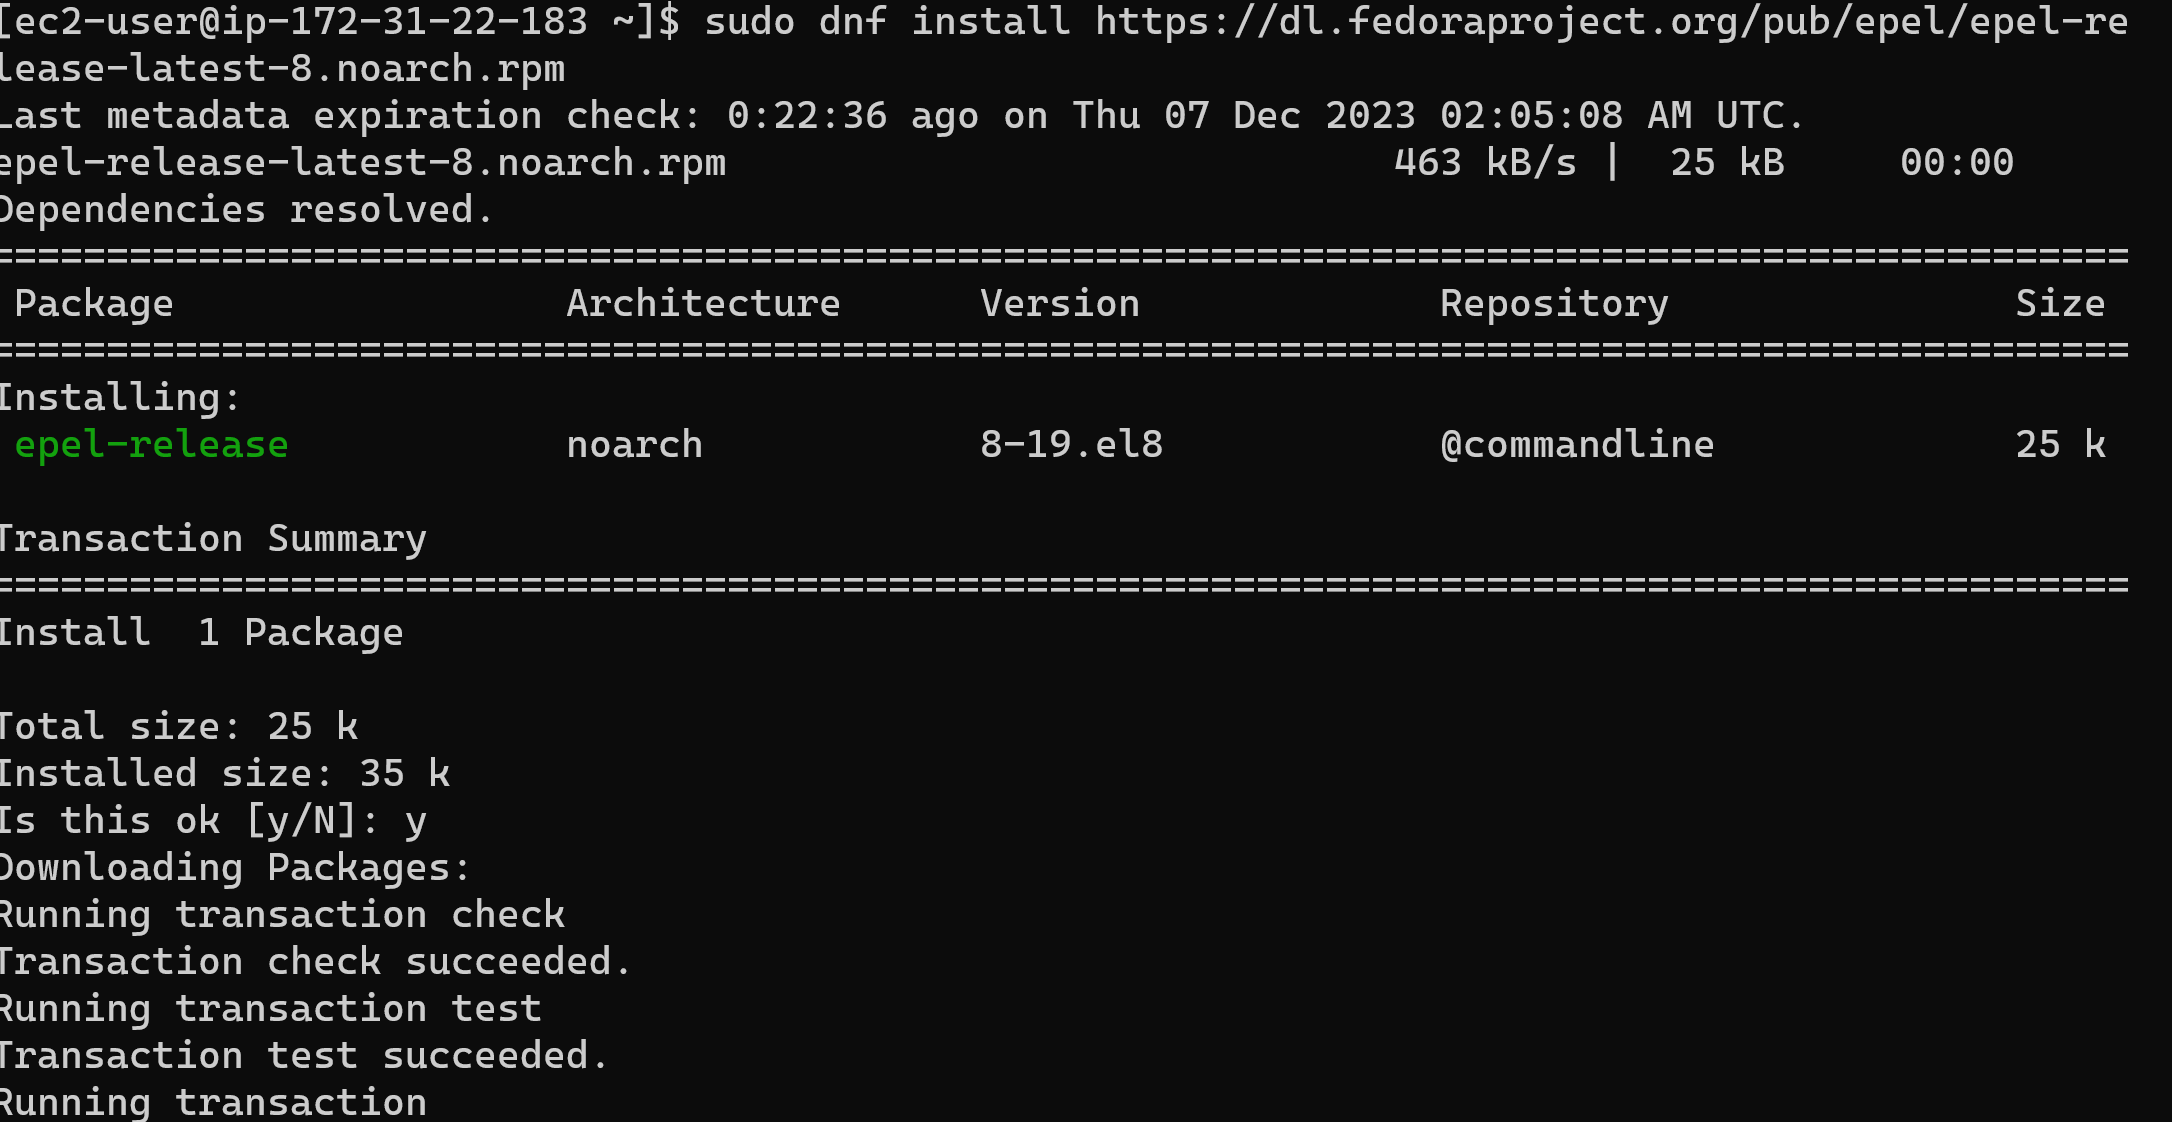 [ec2-user@ip-172-31-22-183 ~]$ sudo dnf install https://dl.fedoraproject.org/pub/epel/epel-re
lease-latest-8.noarch.rpm
Last metadata expiration check: 0:22:36 ago on Thu 07 Dec 2023 02:05:08 AM UTC.
epel-release-latest-8.noarch.rpm 463 kB/s | 25 kB 00:00
Dependencies resolved.
=============================================================================================
Package Architecture Version Repository Size
=============================================================================================
Installing:
epel-release noarch 8-19.el8 @commandline 25 k
Transaction Summary
=============================================================================================
Install 1 Package
Total size: 25 k
Installed size: 35 k
Is this ok [y/N]: y
Downloading Packages:
Running transaction check
Transaction check succeeded.
Running transaction test
Transaction test succeeded.
Running transaction